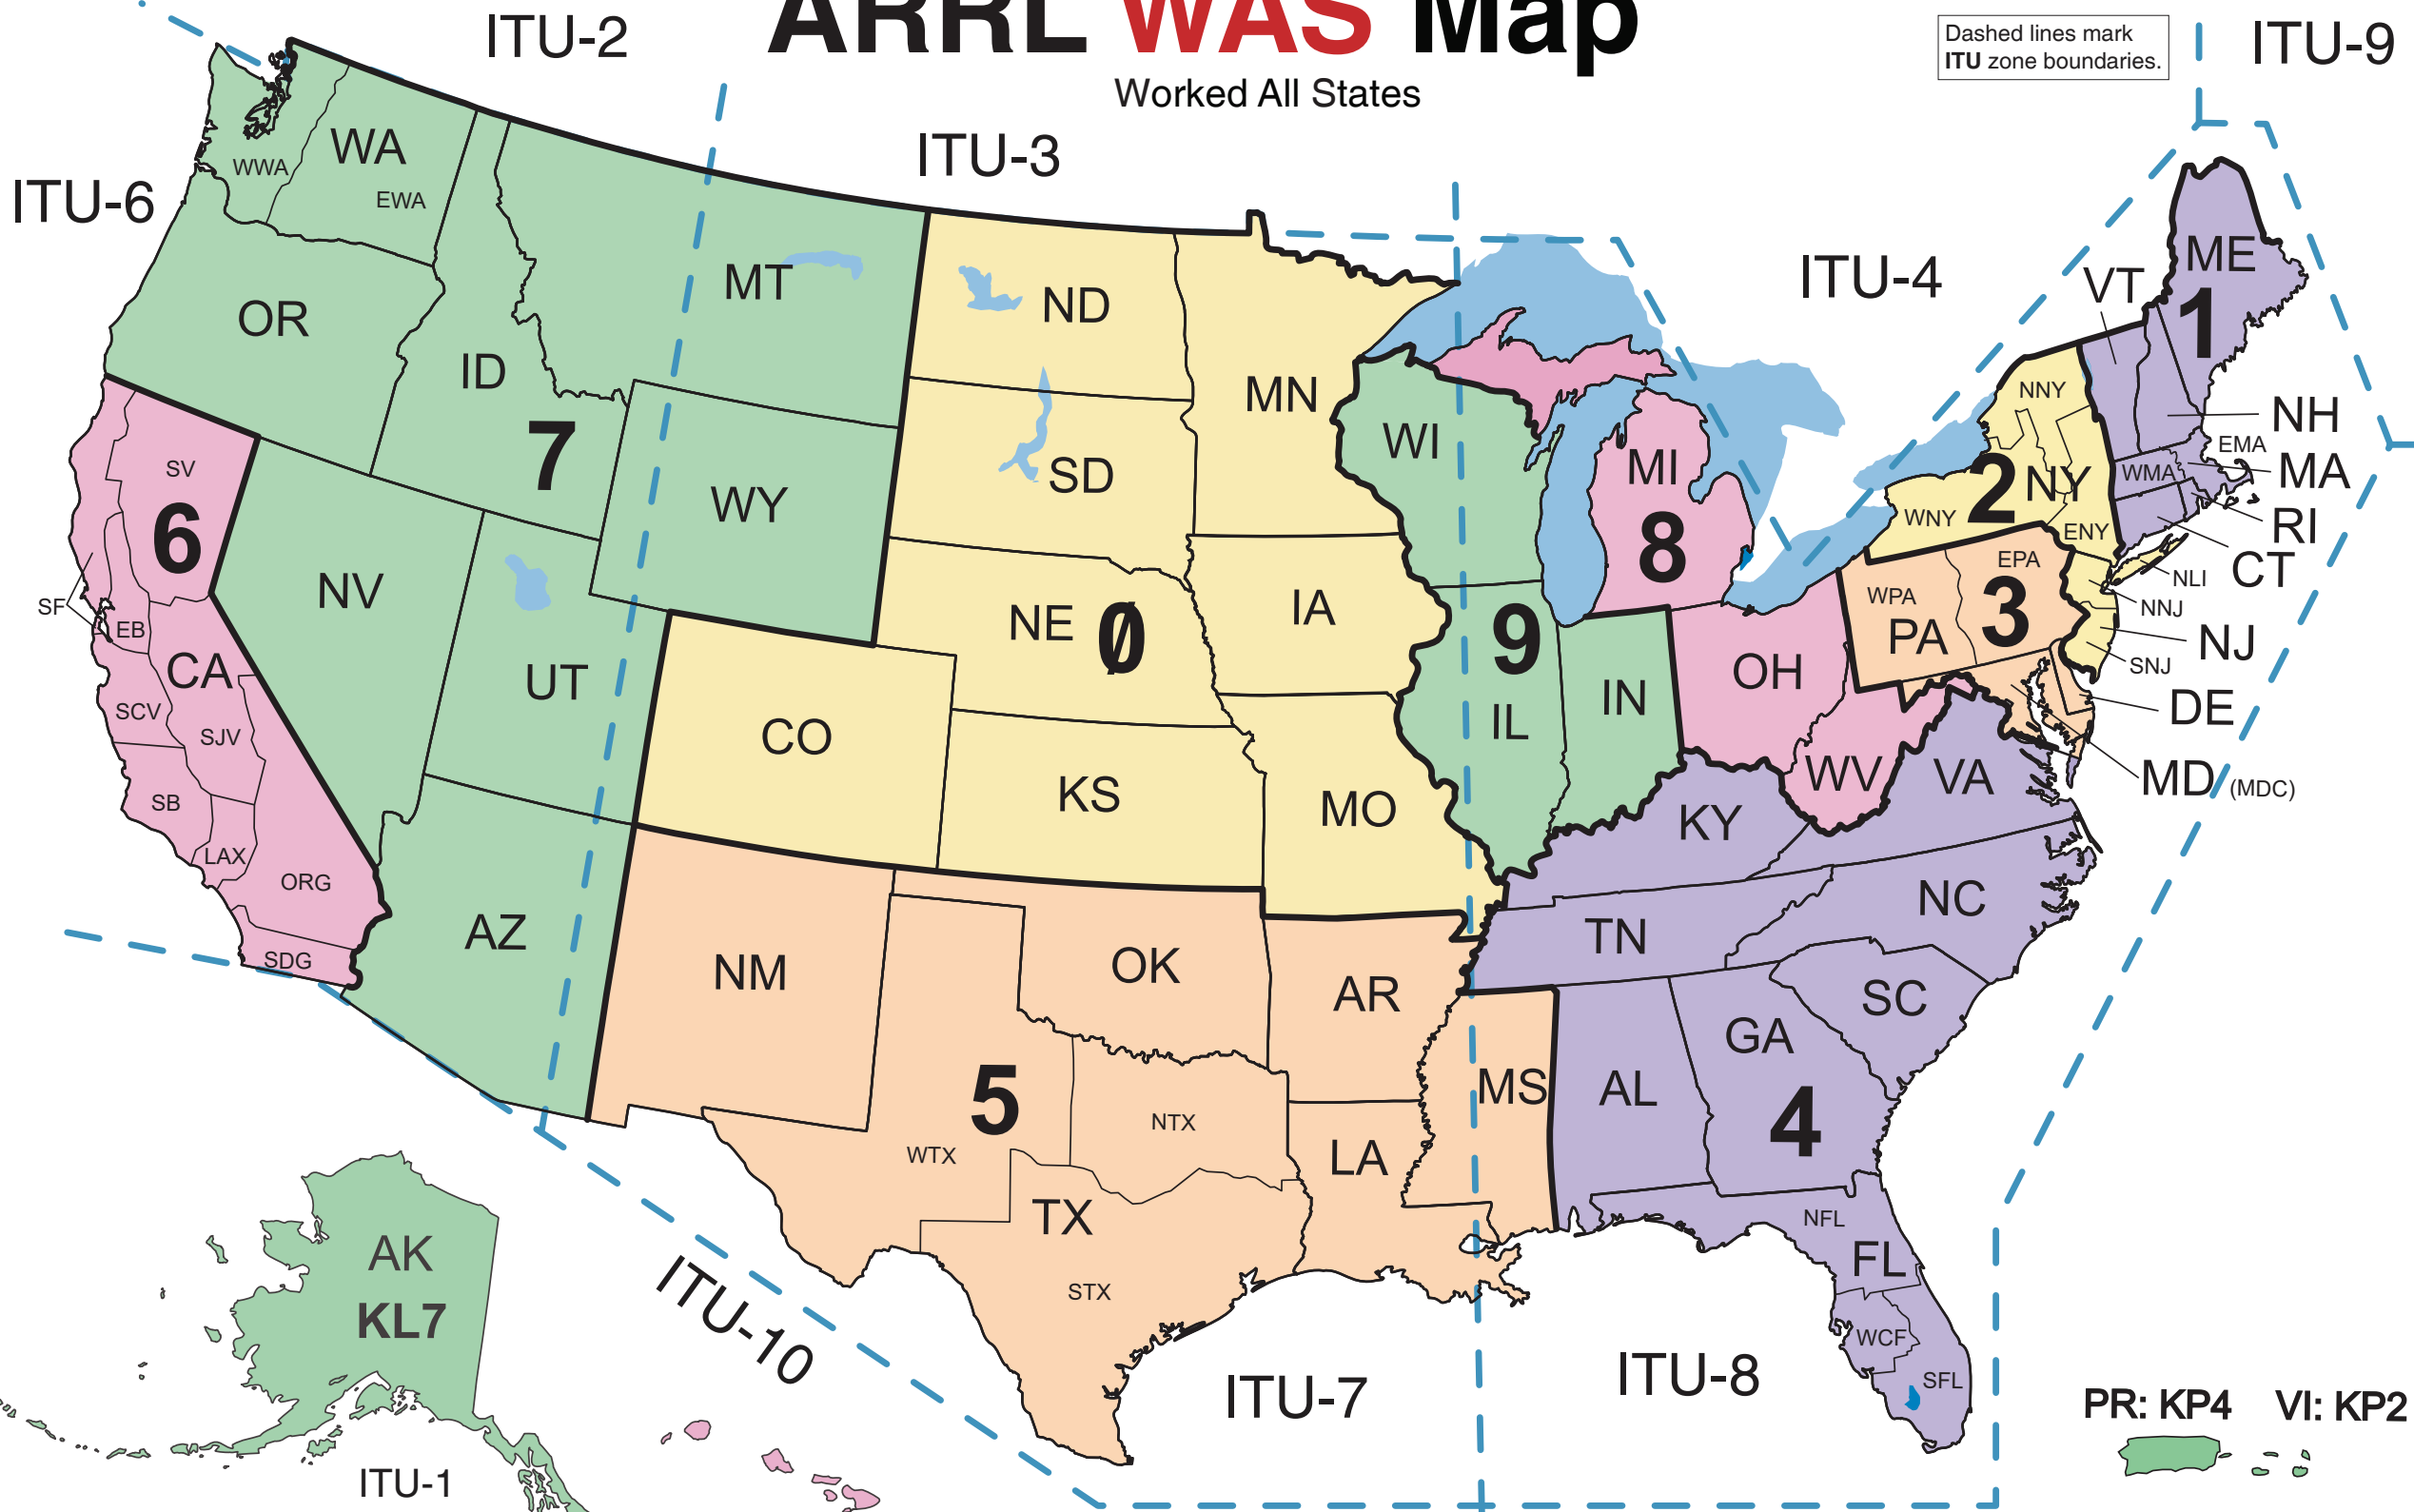 ARRL WAS Map
Worked All States
Dashed lines mark
ITU zone boundaries.
ITU-2
ITU-9
ITU-3
ITU-6
ITU-4
WA
WWA
EWA
OR
ID
MT
7
WY
NV
UT
AZ
SV
6
SF
EB
CA
SCV
SJV
SB
LAX
ORG
SDG
ND
SD
MN
NE
0
IA
CO
KS
MO
WI
9
IL
IN
MI
8
OH
WV
ME
1
VT
NH
EMA
MA
WMA
RI
CT
NNY
2
NY
WNY
ENY
NLI
NNJ
NJ
SNJ
EPA
WPA
3
PA
DE
MD (MDC)
VA
KY
NC
TN
SC
GA
4
AL
NFL
FL
WCF
SFL
NM
OK
AR
5
MS
LA
NTX
WTX
TX
STX
AK
KL7
ITU-1
ITU-10
ITU-7
ITU-8
PR: KP4
VI: KP2